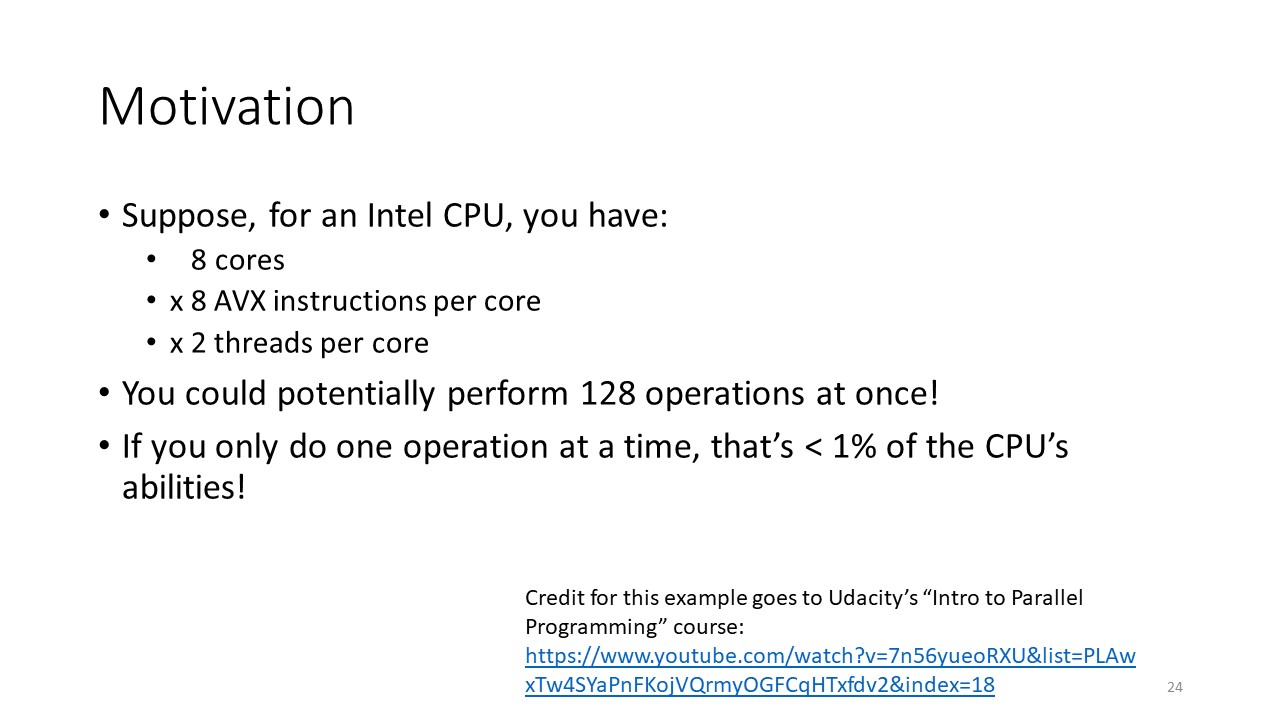 Motivation
• Suppose, for an Intel CPU, you have:
• 8 cores
• x 8 AVX instructions per core
• x 2 threads per core
• You could potentially perform 128 operations at once!
• If you only do one operation at a time, that’s < 1% of the CPU’s
abilities!
Credit for this example goes to Udacity’s “Intro to Parallel
Programming” course:
https://www.youtube.com/watch?v=7n56yueoRXU&list=PLAw
xTw4SYaPnFKojVQrmyOGFCqHTxfdv2&index=18
24